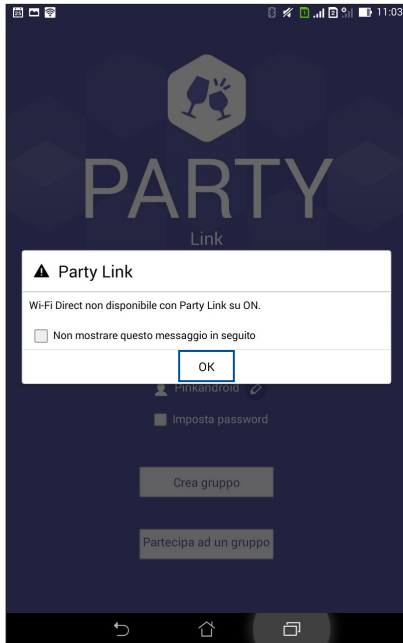 11:03
PARTY
Link
Party Link
Wi-Fi Direct non disponibile con Party Link su ON.
Non mostrare questo messaggio in seguito
OK
Pinkandroid
Imposta password
Crea gruppo
Partecipa ad un gruppo